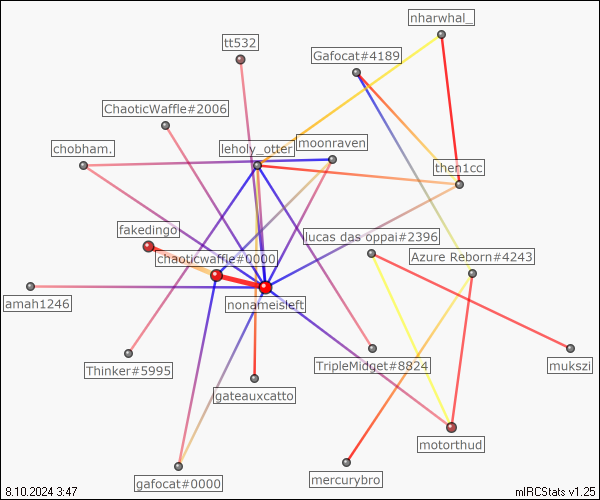 nharwhal_
tt532
Gafocat#4189
ChaoticWaffle#2006
chobham.
leholy_otter
moonraven
then1cc
fakedingo
lucas das oppai#2396
chaoticwaffle#0000
Azure Reborn#4243
amah1246
nonameisleft
Thinker#5995
TripleMidget#8824
mukszi
gateauxcatto
motorthud
gafocat#0000
mercurybro
8.10.2024 3:47
mIRCStats v1.25